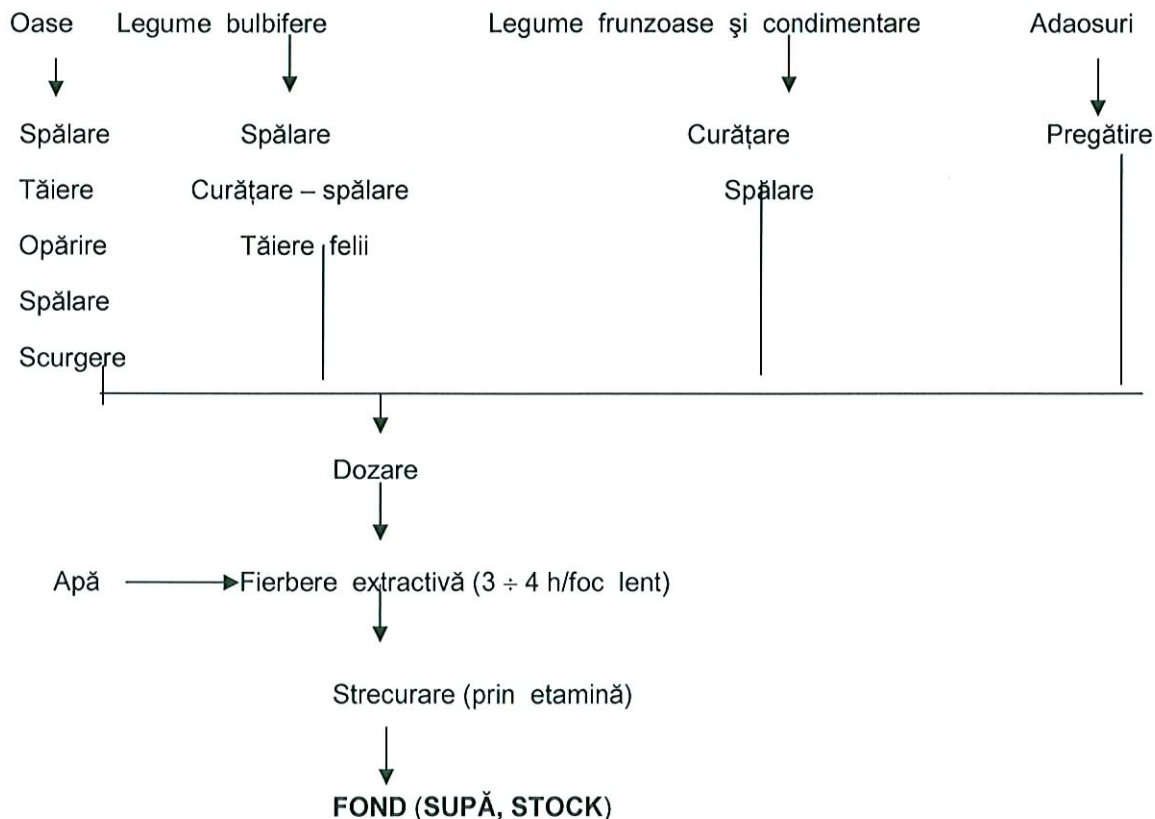 Oase Legume bulbifere Legume frunzoase şi condimentare Adaosuri
Spălare Spălare Curățare Pregătire
Tăiere Curățare – spălare Spălare
Opărire Tăiere felii
Spălare
Scurgere
Dozare
Apă Fierbere extractivă (3 ÷ 4 h/foc lent)
Strecurare (prin etamină)
FOND (SUPĂ, STOCK)